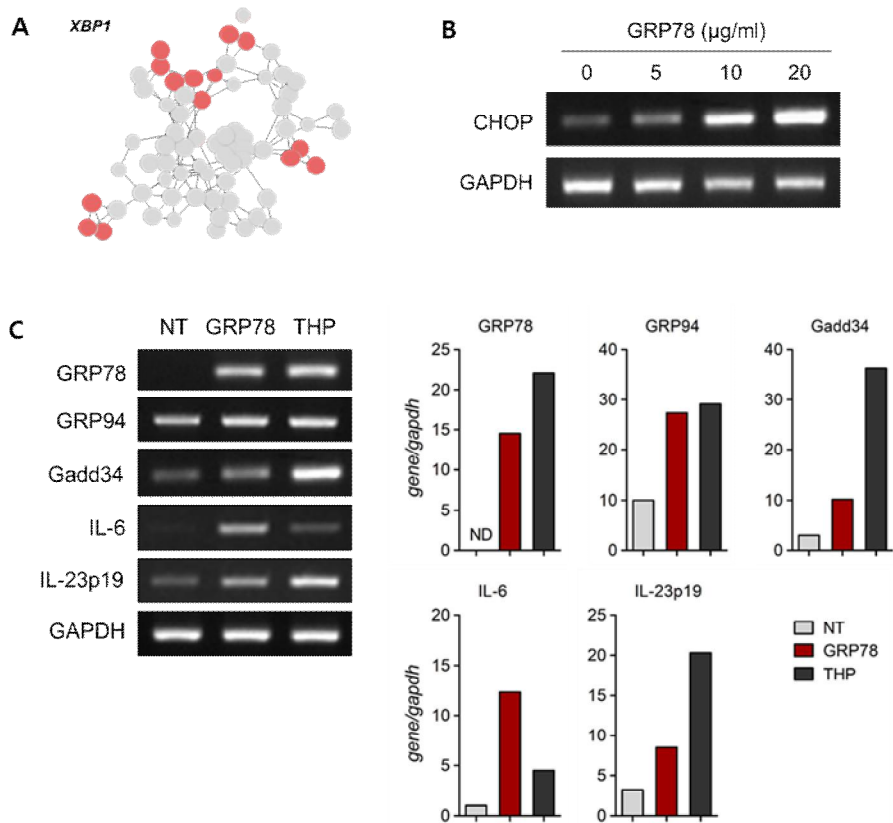 A
XBP1
B
GRP78 (µg/ml)
0 5 10 20
CHOP
GAPDH
C
NT GRP78 THP
GRP78
GRP94
Gadd34
IL-6
IL-23p19
GAPDH
GRP78
gene/gapdh
25
20
15
10
5
0
ND
GRP94
40
30
20
10
0
Gadd34
40
30
20
10
0
IL-6
gene/gapdh
20
15
10
5
0
IL-23p19
25
20
15
10
5
0
NT
GRP78
THP